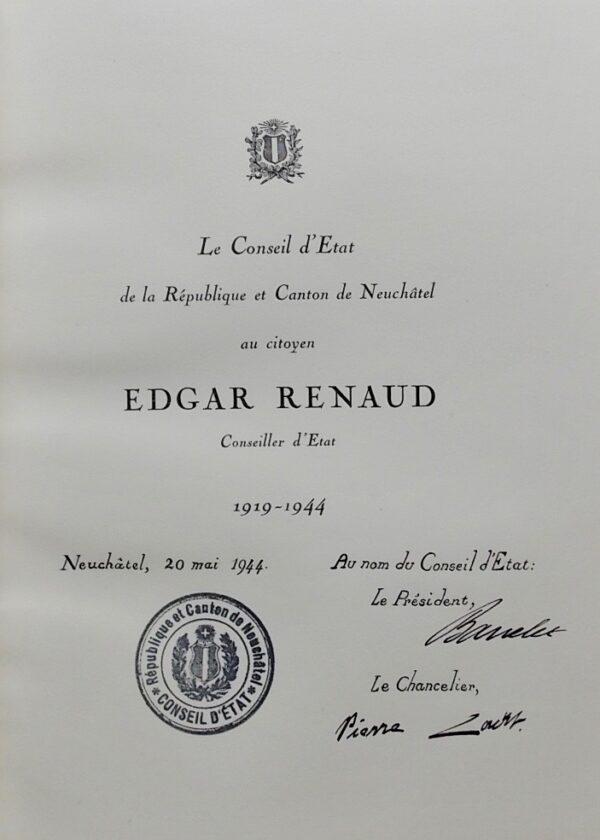 Le Conseil d'Etat
de la République et Canton de Neuchâtel
au citoyen
EDGAR RENAUD
Conseiller d'Etat
1919-1944
Neuchâtel, 20 mai 1944.
Au nom du Conseil d'Etat:
Le Président,
Le Chancelier,
Pierre
République et Canton de Neuchâtel
* CONSEIL D'ÉTAT *